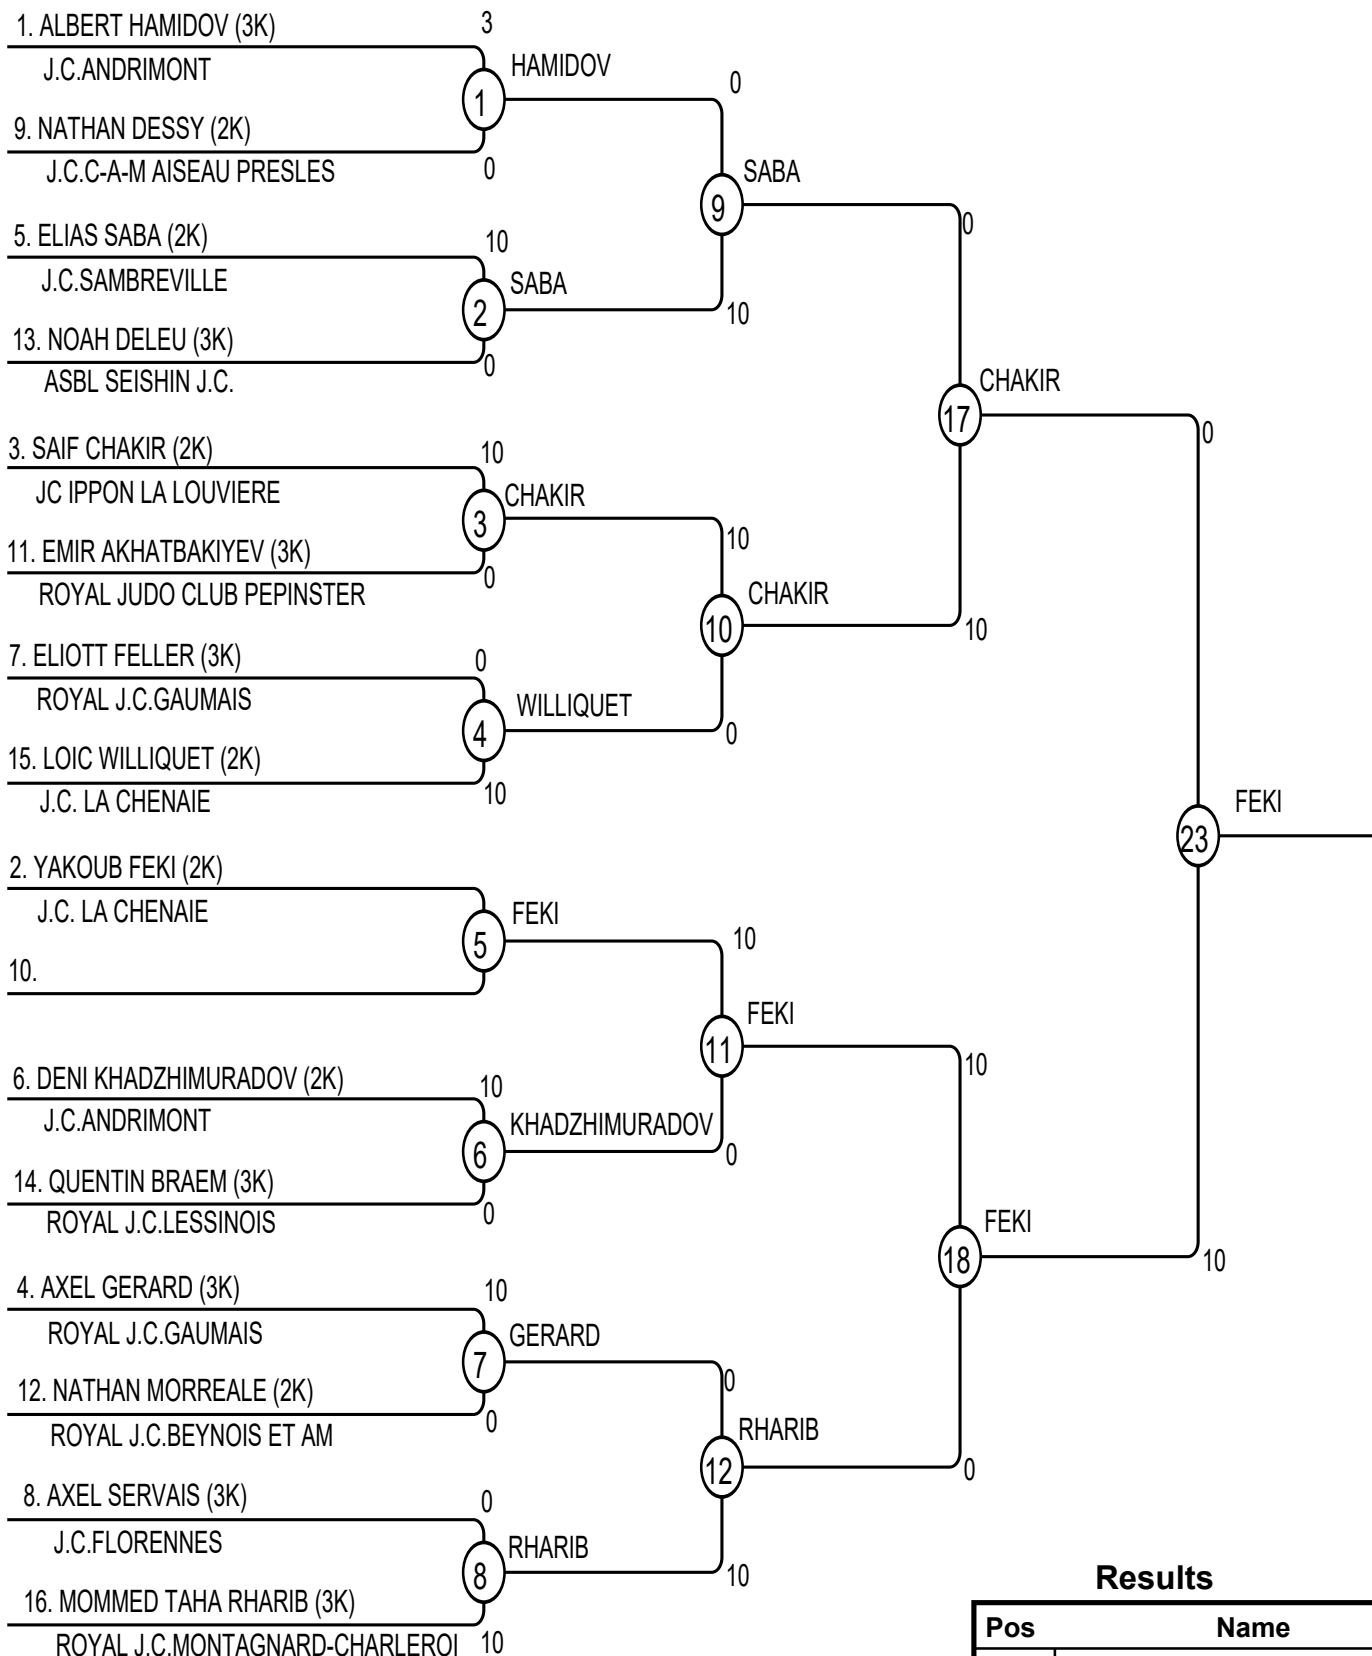 1. ALBERT HAMIDOV (3K)
3
J.C.ANDRIMONT
1
HAMIDOV
0
9. NATHAN DESSY (2K)
J.C.C-A-M AISEAU PRESLES
0
9
SABA
0
5. ELIAS SABA (2K)
10
J.C.SAMBREVILLE
2
SABA
10
13. NOAH DELEU (3K)
0
ASBL SEISHIN J.C.
17
CHAKIR
0
3. SAIF CHAKIR (2K)
10
JC IPPON LA LOUVIERE
3
CHAKIR
10
11. EMIR AKHATBAKIYEV (3K)
0
ROYAL JUDO CLUB PEPINSTER
10
CHAKIR
10
7. ELIOTT FELLER (3K)
0
ROYAL J.C.GAUMAIS
4
WILLIQUET
0
15. LOIC WILLIQUET (2K)
10
J.C. LA CHENAIE
23
FEKI
2. YAKOUB FEKI (2K)
J.C. LA CHENAIE
5
FEKI
10
10.
11
FEKI
10
6. DENI KHADZHIMURADOV (2K)
10
J.C.ANDRIMONT
6
KHADZHIMURADOV
0
14. QUENTIN BRAEM (3K)
0
ROYAL J.C.LESSINOIS
18
FEKI
10
4. AXEL GERARD (3K)
10
ROYAL J.C.GAUMAIS
7
GERARD
0
12. NATHAN MORREALE (2K)
0
ROYAL J.C.BEYNOIS ET AM
12
RHARIB
0
8. AXEL SERVAIS (3K)
0
J.C.FLORENNES
8
RHARIB
10
16. MOMMED TAHA RHARIB (3K)
10
ROYAL J.C.MONTAGNARD-CHARLEROI
Results
Pos Name